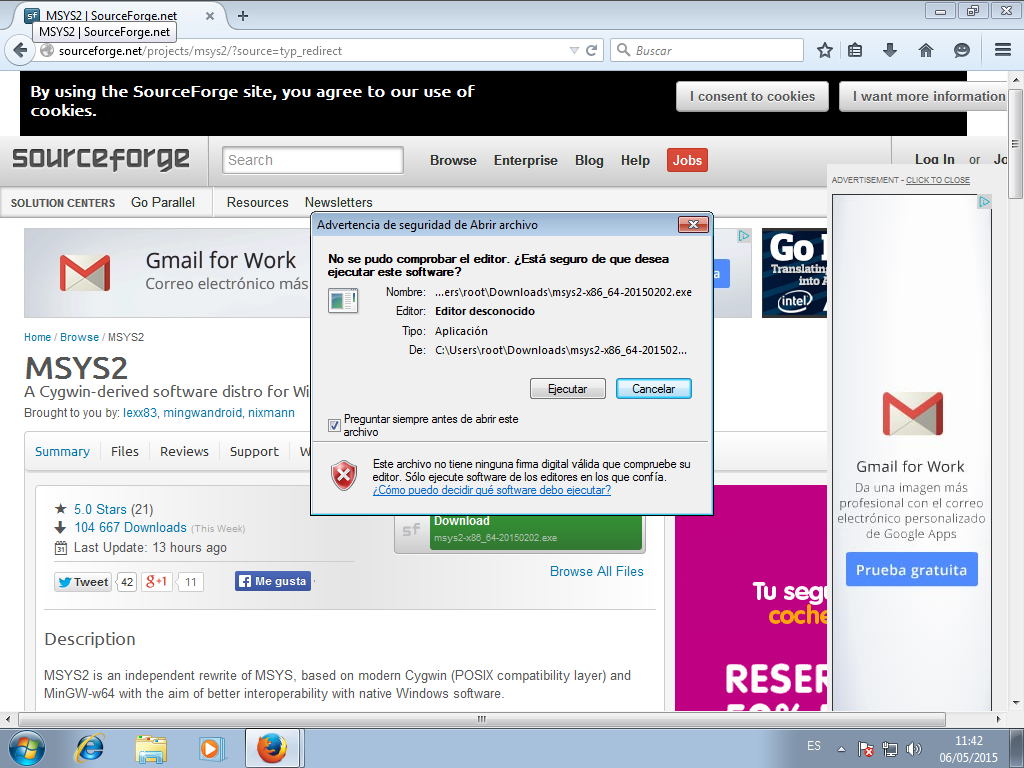 MSYS2 | SourceForge.net
MSYS2 | SourceForge.net
sourceforge.net/projects/msys2/?source=typ_redirect
Buscar
By using the SourceForge site, you agree to our use of
cookies.
I consent to cookies
I want more information
sourceforge
Search
Browse
Enterprise
Blog
Help
Jobs
Log In or Jo
SOLUTION CENTERS
Go Parallel
Resources
Newsletters
ADVERTISEMENT - CLICK TO CLOSE
Gmail for Work
Correo electrónico más
a
Go
Translating
into A
intel
Advertencia de seguridad de Abrir archivo
No se pudo comprobar el editor. ¿Está seguro de que desea
ejecutar este software?
Nombre: ...ers\root\Downloads\msys2-x86_64-20150202.exe
Editor: Editor desconocido
Tipo: Aplicación
De: C:\Users\root\Downloads\msys2-x86_64-201502...
Ejecutar
Cancelar
Preguntar siempre antes de abrir este
archivo
Este archivo no tiene ninguna firma digital válida que compruebe su
editor. Sólo ejecute software de los editores en los que confía.
¿Cómo puedo decidir qué software debo ejecutar?
Home / Browse / MSYS2
MSYS2
A Cygwin-derived software distro for Wi
Brought to you by: lexx83, mingwandroid, nixmann
Summary
Files
Reviews
Support
W
5.0 Stars (21)
104 667 Downloads (This Week)
31
Last Update: 13 hours ago
Tweet
42
g+1
11
Me gusta
sf
Download
msys2-x86_64-20150202.exe
Browse All Files
Description
MSYS2 is an independent rewrite of MSYS, based on modern Cygwin (POSIX compatibility layer) and
MinGW-w64 with the aim of better interoperability with native Windows software.
Tu segu
coche
RESER
50%
Gmail for Work
Da una imagen más
profesional con el correo
electrónico personalizado
de Google Apps
Prueba gratuita
ES
11:42
06/05/2015